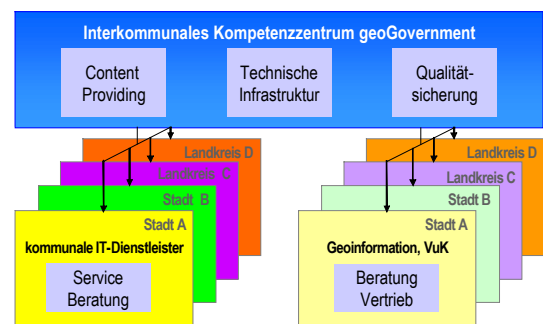 Interkommunales Kompetenzzentrum geoGovernment
Content
Providing
Technische
Infrastruktur
Qualität-
sicherung
Landkreis D
Landkreis C
Stadt B
Stadt A
kommunale IT-Dienstleister
Service
Beratung
Landkreis D
Landkreis C
Stadt B
Stadt A
Geoinformation, VuK
Beratung
Vertrieb